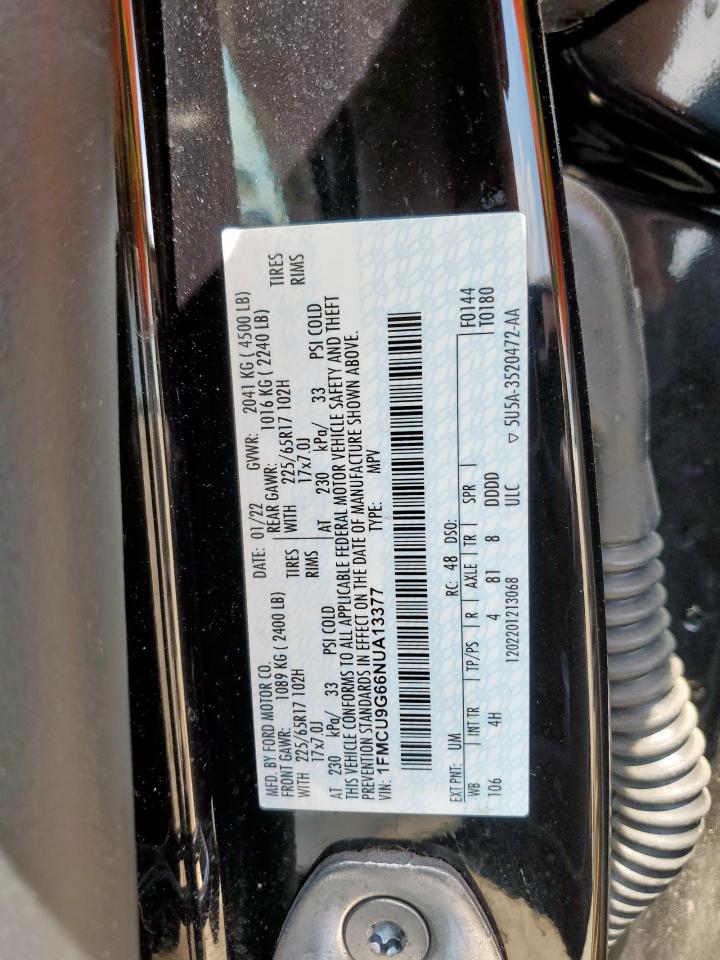 MFD. BY FORD MOTOR CO. DATE: 01/22 GVWR: 2041 KG ( 4500 LB)
FRONT GAWR: 1089 KG ( 2400 LB) REAR GAWR: 1016 KG ( 2240 LB)
WITH 225/65R17 102H TIRES WITH 225/65R17 102H TIRES
17x7.0J RIMS 17x7.0J RIMS
AT 230 kPa/ 33 PSI COLD AT 230 kPa/ 33 PSI COLD
THIS VEHICLE CONFORMS TO ALL APPLICABLE FEDERAL MOTOR VEHICLE SAFETY AND THEFT
PREVENTION STANDARDS IN EFFECT ON THE DATE OF MANUFACTURE SHOWN ABOVE.
VIN: 1FMCU9G66NUA13377 TYPE: MPV
EXT PNT: UM RC: 48 DSO: F0144
WB INT TR TP/PS R AXLE TR SPR T0180
106 4H 4 81 8 DDDD
1202201213068 ULC ▽ 5U5A-3520472-AA